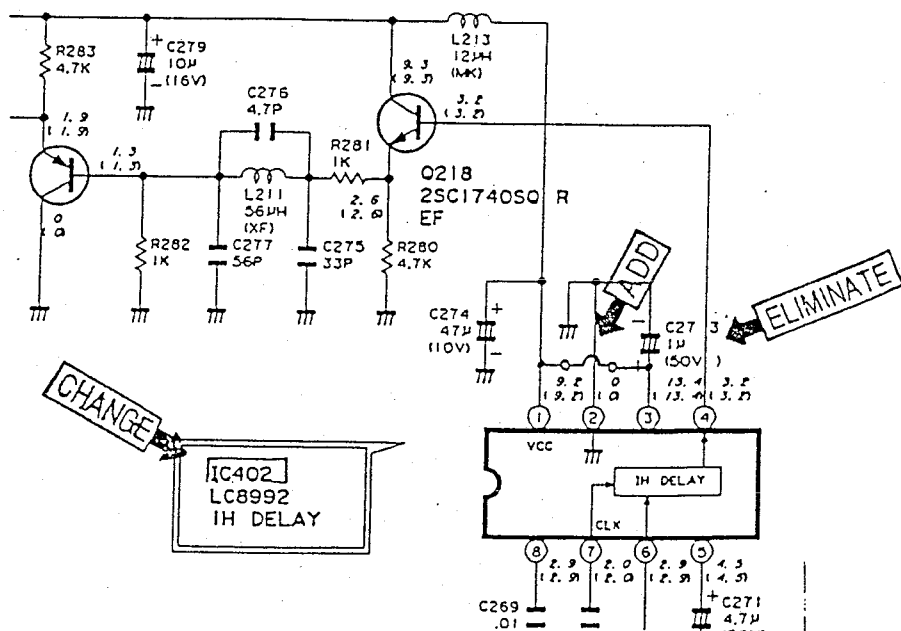 R283
4.7K
+
C279
10µ
(16V)
-
L213
12µH
(MK)
9.3
(9.3)
3.2
(3.2)
C276
4.7P
1.9
(1.9)
1.3
(1.3)
R281
1K
Q218
2SC1740SQ R
EF
L211
56µH
(XF)
2.6
(2.6)
0
(0)
R282
1K
C277
56P
C275
33P
R280
4.7K
ADD
ELIMINATE
C274
47µ
(10V)
+
-
-
C273
1µ
(50V)
+
9.2
(9.2)
0
(0)
13.4
(13.4)
3.2
(3.2)
CHANGE
1
2
3
4
VCC
IC402
LC8992
1H DELAY
1H DELAY
CLK
8
7
6
5
2.9
(2.9)
2.0
(2.0)
2.9
(2.9)
4.5
(4.5)
C269
.01
+
C271
4.7µ